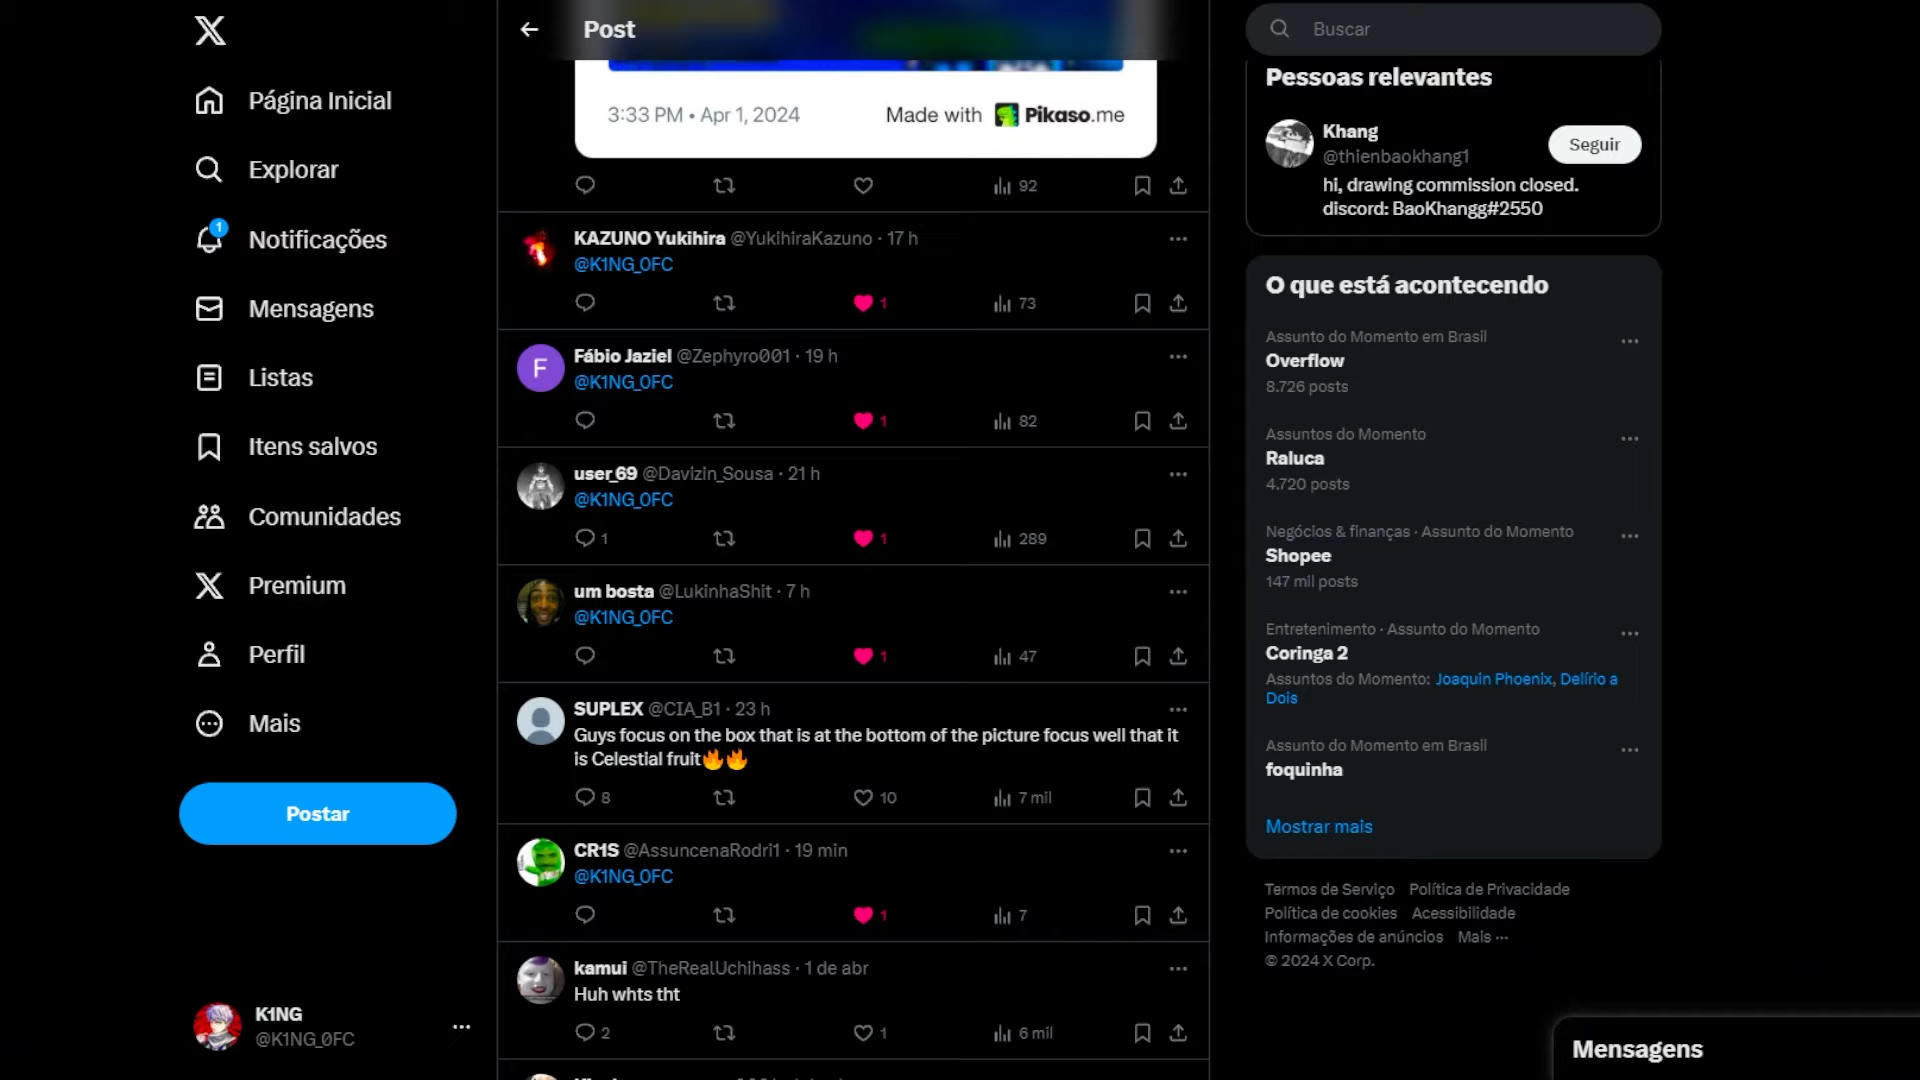 Página Inicial
Explorar
1
Notificações
Mensagens
Listas
Itens salvos
Comunidades
Premium
Perfil
Mais
Postar
K1NG
@K1NG_0FC
Post
3:33 PM • Apr 1, 2024 Made with Pikaso.me
92
KAZUNO Yukihira @YukihiraKazuno · 17 h
@K1NG_0FC
1 73
Fábio Jaziel @Zephyro001 · 19 h
F
@K1NG_0FC
1 82
user_69 @Davizin_Sousa · 21 h
@K1NG_0FC
1 1 289
um bosta @LukinhaShit · 7 h
@K1NG_0FC
1 47
SUPLEX @CIA_B1 · 23 h
Guys focus on the box that is at the bottom of the picture focus well that it
is Celestial fruit🔥🔥
8 10 7 mil
CR1S @AssuncenaRodri1 · 19 min
@K1NG_0FC
1 7
kamui @TheRealUchihass · 1 de abr
Huh whts tht
2 1 6 mil
Buscar
Pessoas relevantes
Khang
@thienbaokhang1
Seguir
hi, drawing commission closed.
discord: BaoKhangg#2550
O que está acontecendo
Assunto do Momento em Brasil
Overflow
8.726 posts
Assuntos do Momento
Raluca
4.720 posts
Negócios & finanças · Assunto do Momento
Shopee
147 mil posts
Entretenimento · Assunto do Momento
Coringa 2
Assuntos do Momento: Joaquin Phoenix, Delírio a
Dois
Assunto do Momento em Brasil
foquinha
Mostrar mais
Termos de Serviço Política de Privacidade
Política de cookies Acessibilidade
Informações de anúncios Mais ···
© 2024 X Corp.
Mensagens